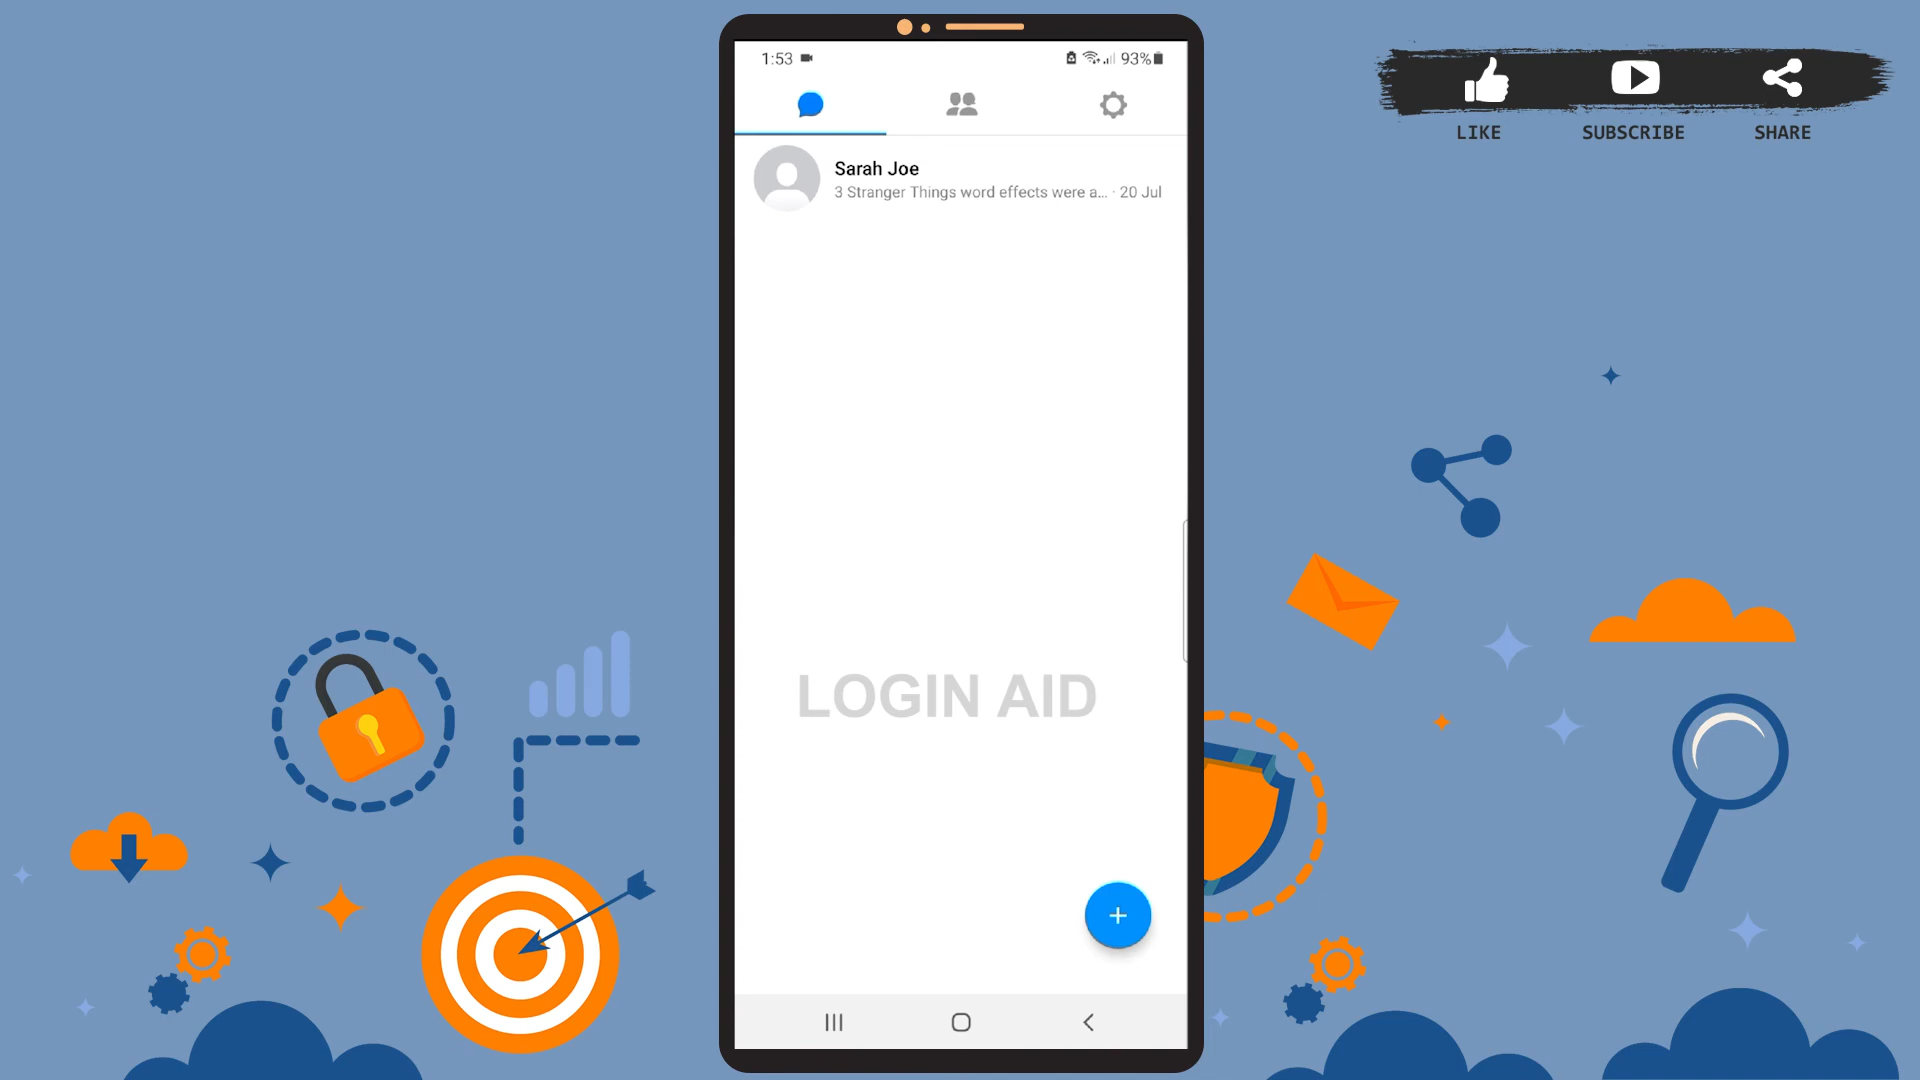 1:53
93%
LIKE
SUBSCRIBE
SHARE
Sarah Joe
3 Stranger Things word effects were a... · 20 Jul
LOGIN AID